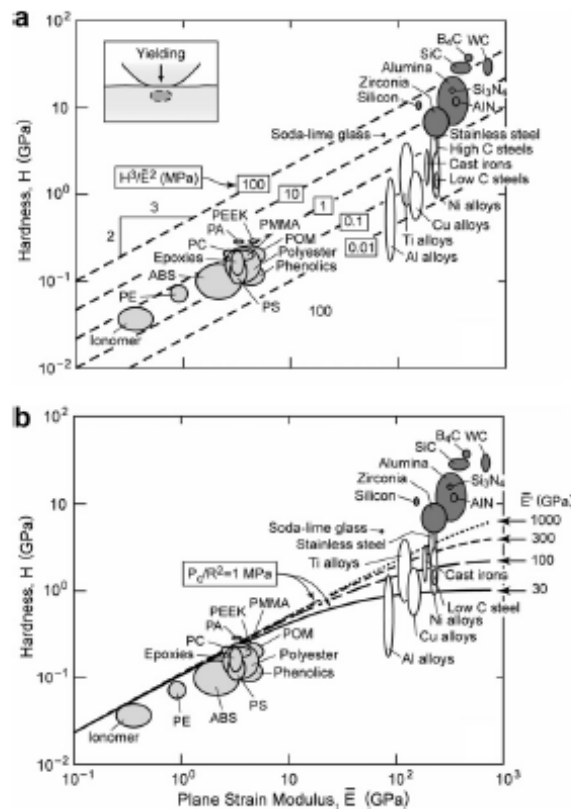 a
10²
10
10⁰
10⁻¹
10⁻²
Hardness, H (GPa)
Yielding
B₄C WC
SiC
Alumina
Zirconia
Silicon
Si₃N₄
AlN
Soda-lime glass
Stainless steel
High C steels
Cast irons
Low C steels
Ni alloys
Cu alloys
Ti alloys
Al alloys
H³/Ē² (MPa)
100
10
1
0.1
0.01
3
2
PEEK
PA
PMMA
PC
POM
Epoxies
Polyester
ABS
Phenolics
PE
PS
100
Ionomer
b
10²
10
10⁰
10⁻¹
10⁻²
Hardness, H (GPa)
B₄C WC
SiC
Alumina
Zirconia
Silicon
Si₃N₄
AlN
Soda-lime glass
Stainless steel
Ti alloys
1000
300
100
30
Cast irons
Low C steel
Ni alloys
Cu alloys
Al alloys
P_c/R²=1 MPa
PEEK
PMMA
PA
PC
POM
Epoxies
Polyester
Phenolics
PS
ABS
PE
Ionomer
10⁻¹ 10⁰ 10 10² 10³
Plane Strain Modulus, Ē (GPa)